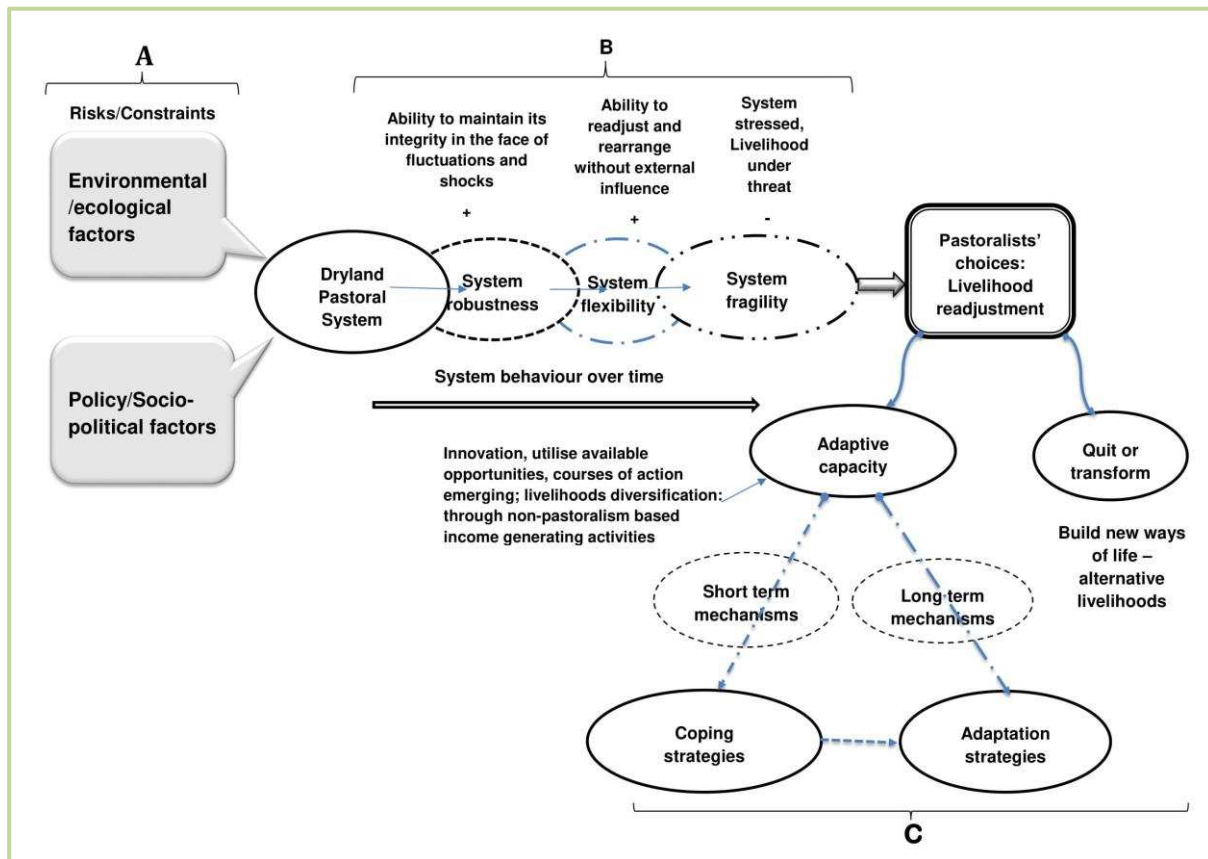 A
B
Risks/Constraints
Environmental
/ecological
factors
Policy/Socio-
political factors
Ability to maintain its
integrity in the face of
fluctuations and
shocks
+
Ability to
readjust and
rearrange
without external
influence
+
System
stressed,
Livelihood
under
threat
-
Dryland
Pastoral
System
System
robustness
System
flexibility
System
fragility
Pastoralists’
choices:
Livelihood
readjustment
System behaviour over time
Innovation, utilise available
opportunities, courses of action
emerging; livelihoods diversification:
through non-pastoralism based
income generating activities
Adaptive
capacity
Quit or
transform
Build new ways
of life –
alternative
livelihoods
Short term
mechanisms
Long term
mechanisms
Coping
strategies
Adaptation
strategies
C